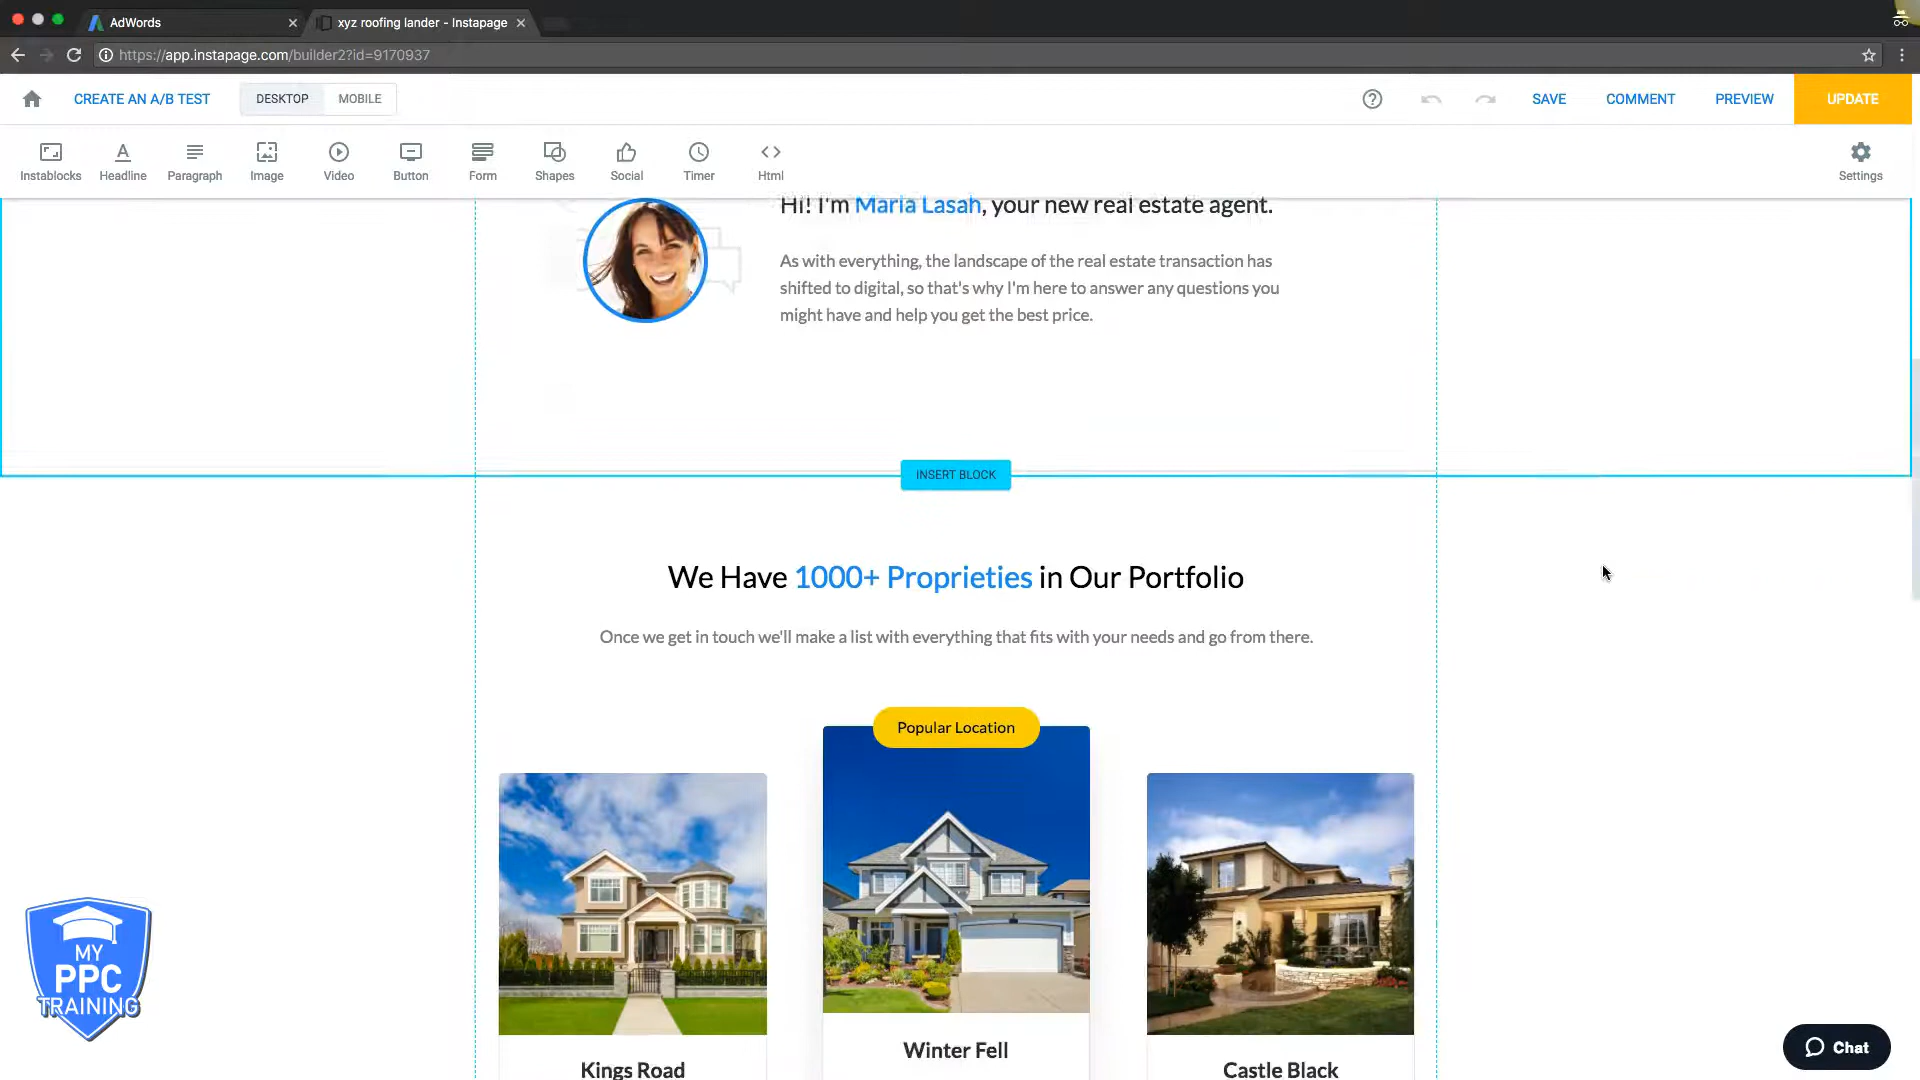 AdWords
xyz roofing lander - Instapage
https://app.instapage.com/builder2?id=9170937
CREATE AN A/B TEST
DESKTOP
MOBILE
SAVE
COMMENT
PREVIEW
UPDATE
Instablocks
Headline
Paragraph
Image
Video
Button
Form
Shapes
Social
Timer
Html
Settings
Hi! I'm Maria Lasah, your new real estate agent.
As with everything, the landscape of the real estate transaction has
shifted to digital, so that's why I'm here to answer any questions you
might have and help you get the best price.
INSERT BLOCK
We Have 1000+ Proprieties in Our Portfolio
Once we get in touch we'll make a list with everything that fits with your needs and go from there.
Popular Location
Kings Road
Winter Fell
Castle Black
MY
PPC
TRAINING
Chat